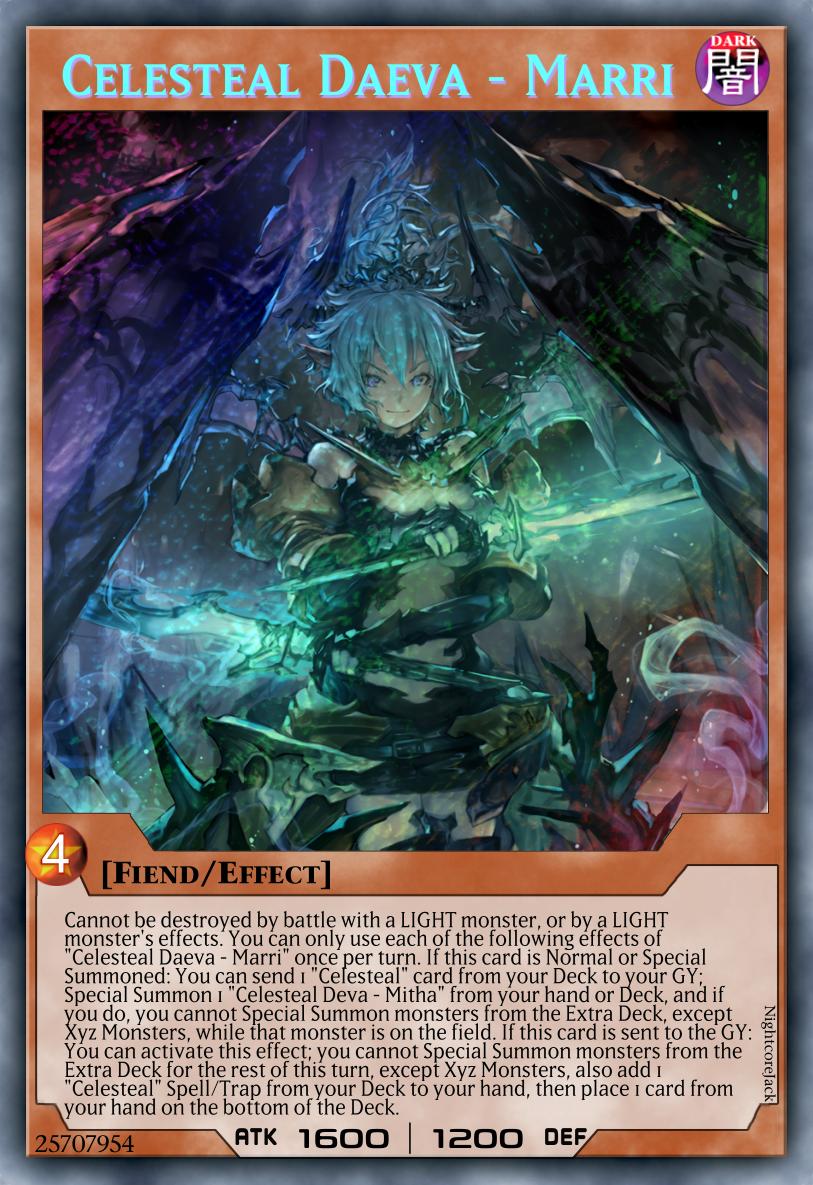 Celesteal Daeva - Marri
DARK
闇
4
[Fiend/Effect]
Cannot be destroyed by battle with a LIGHT monster, or by a LIGHT
monster's effects. You can only use each of the following effects of
"Celesteal Daeva - Marri" once per turn. If this card is Normal or Special
Summoned: You can send 1 "Celesteal" card from your Deck to your GY;
Special Summon 1 "Celesteal Deva - Mitha" from your hand or Deck, and if
you do, you cannot Special Summon monsters from the Extra Deck, except
Xyz Monsters, while that monster is on the field. If this card is sent to the GY:
You can activate this effect; you cannot Special Summon monsters from the
Extra Deck for the rest of this turn, except Xyz Monsters, also add 1
"Celesteal" Spell/Trap from your Deck to your hand, then place 1 card from
your hand on the bottom of the Deck.
NightcoreJack
25707954
ATK 1600 | 1200 DEF